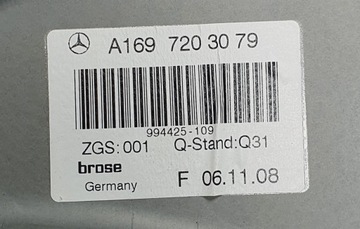 A169 720 30 79
994425-109
ZGS:001 Q-Stand:Q31
brose
Germany F 06.11.08